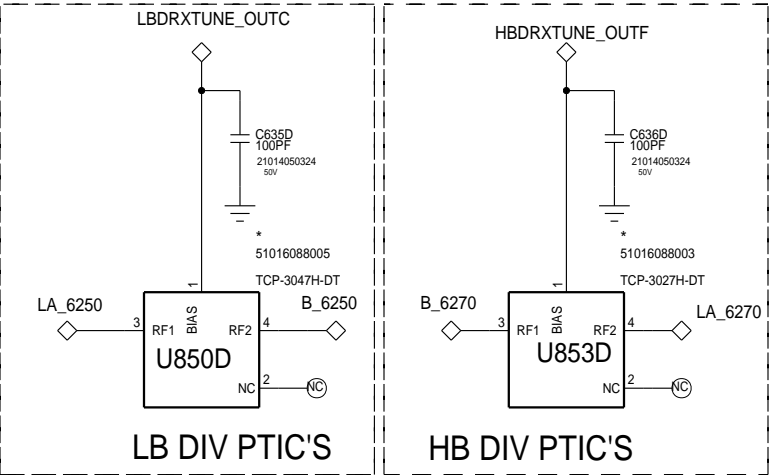 LBDRXTUNE_OUTC
C635D
100PF
21014050324
50V
*
51016088005
TCP-3047H-DT
LA_6250
B_6250
1
3
RF1
BIAS
RF2
4
U850D
NC
2
NC
LB DIV PTIC'S
HBDRXTUNE_OUTF
C636D
100PF
21014050324
50V
*
51016088003
TCP-3027H-DT
B_6270
LA_6270
1
3
RF1
BIAS
RF2
4
U853D
NC
2
NC
HB DIV PTIC'S